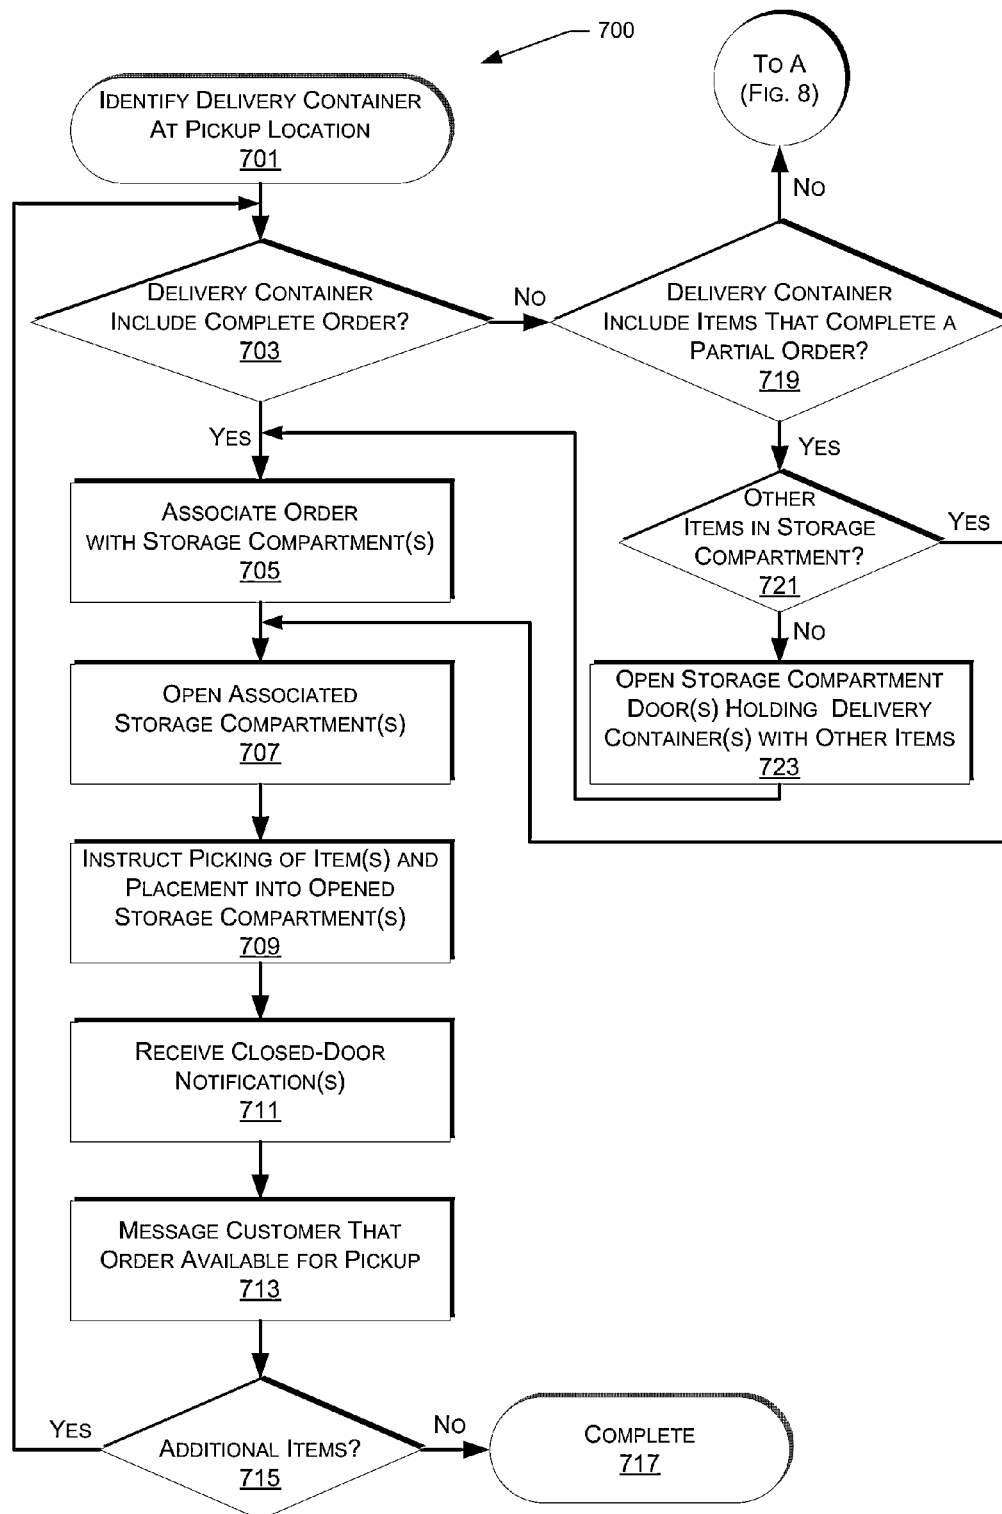 700
IDENTIFY DELIVERY CONTAINER
AT PICKUP LOCATION
701
TO A
(FIG. 8)
NO
DELIVERY CONTAINER
INCLUDE COMPLETE ORDER?
703
NO
DELIVERY CONTAINER
INCLUDE ITEMS THAT COMPLETE A
PARTIAL ORDER?
719
YES
YES
ASSOCIATE ORDER
WITH STORAGE COMPARTMENT(S)
705
OTHER
ITEMS IN STORAGE
COMPARTMENT?
721
YES
NO
OPEN ASSOCIATED
STORAGE COMPARTMENT(S)
707
OPEN STORAGE COMPARTMENT
DOOR(S) HOLDING DELIVERY
CONTAINER(S) WITH OTHER ITEMS
723
INSTRUCT PICKING OF ITEM(S) AND
PLACEMENT INTO OPENED
STORAGE COMPARTMENT(S)
709
RECEIVE CLOSED-DOOR
NOTIFICATION(S)
711
MESSAGE CUSTOMER THAT
ORDER AVAILABLE FOR PICKUP
713
YES
ADDITIONAL ITEMS?
715
NO
COMPLETE
717